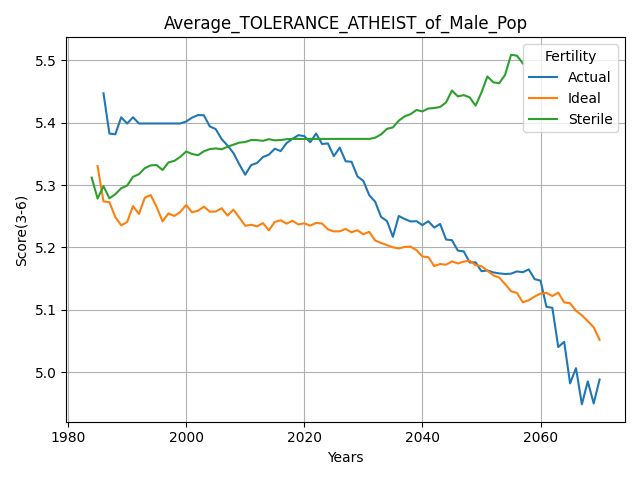 Average_TOLERANCE_ATHEIST_of_Male_Pop
Fertility
Actual
Ideal
Sterile
Score(3-6)
5.5
5.4
5.3
5.2
5.1
5.0
1980
2000
2020
2040
2060
Years